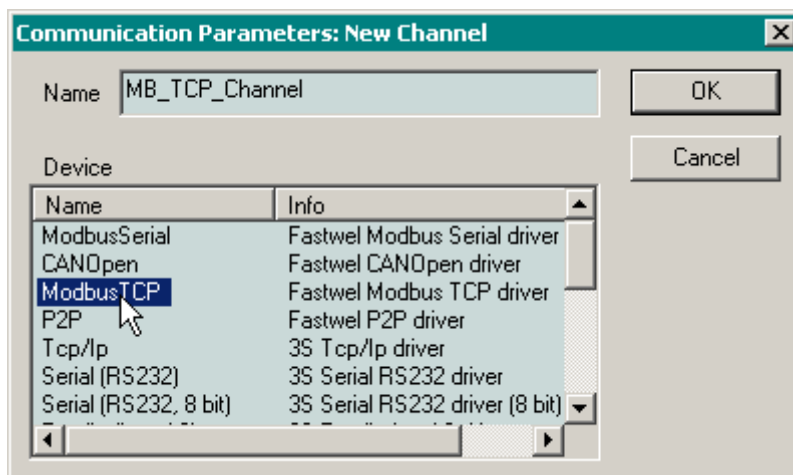 Communication Parameters: New Channel
Name MB_TCP_Channel OK
Cancel
Device
Name Info
ModbusSerial Fastwel Modbus Serial driver
CANOpen Fastwel CANOpen driver
ModbusTCP Fastwel Modbus TCP driver
P2P Fastwel P2P driver
Tcp/Ip 3S Tcp/Ip driver
Serial (RS232) 3S Serial RS232 driver
Serial (RS232, 8 bit) 3S Serial RS232 driver (8 bit)